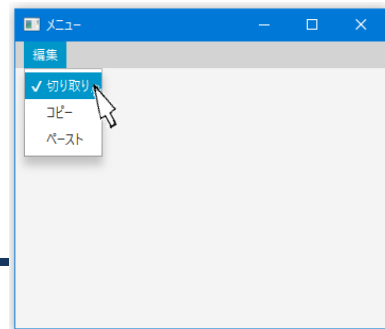 メニュー
編集
切り取り
コピー
ペースト